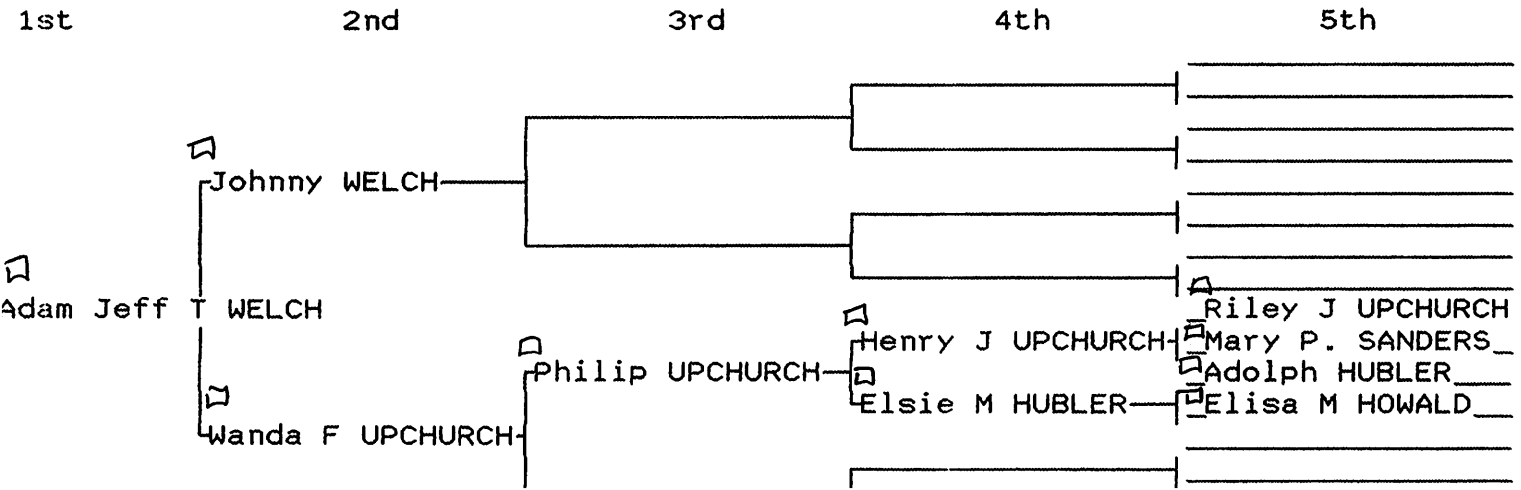 1st 2nd 3rd 4th 5th
Johnny WELCH
Adam Jeff T WELCH
Riley J UPCHURCH
Henry J UPCHURCH
Mary P. SANDERS
Philip UPCHURCH
Adolph HUBLER
Elsie M HUBLER
Elisa M HOWALD
Wanda F UPCHURCH